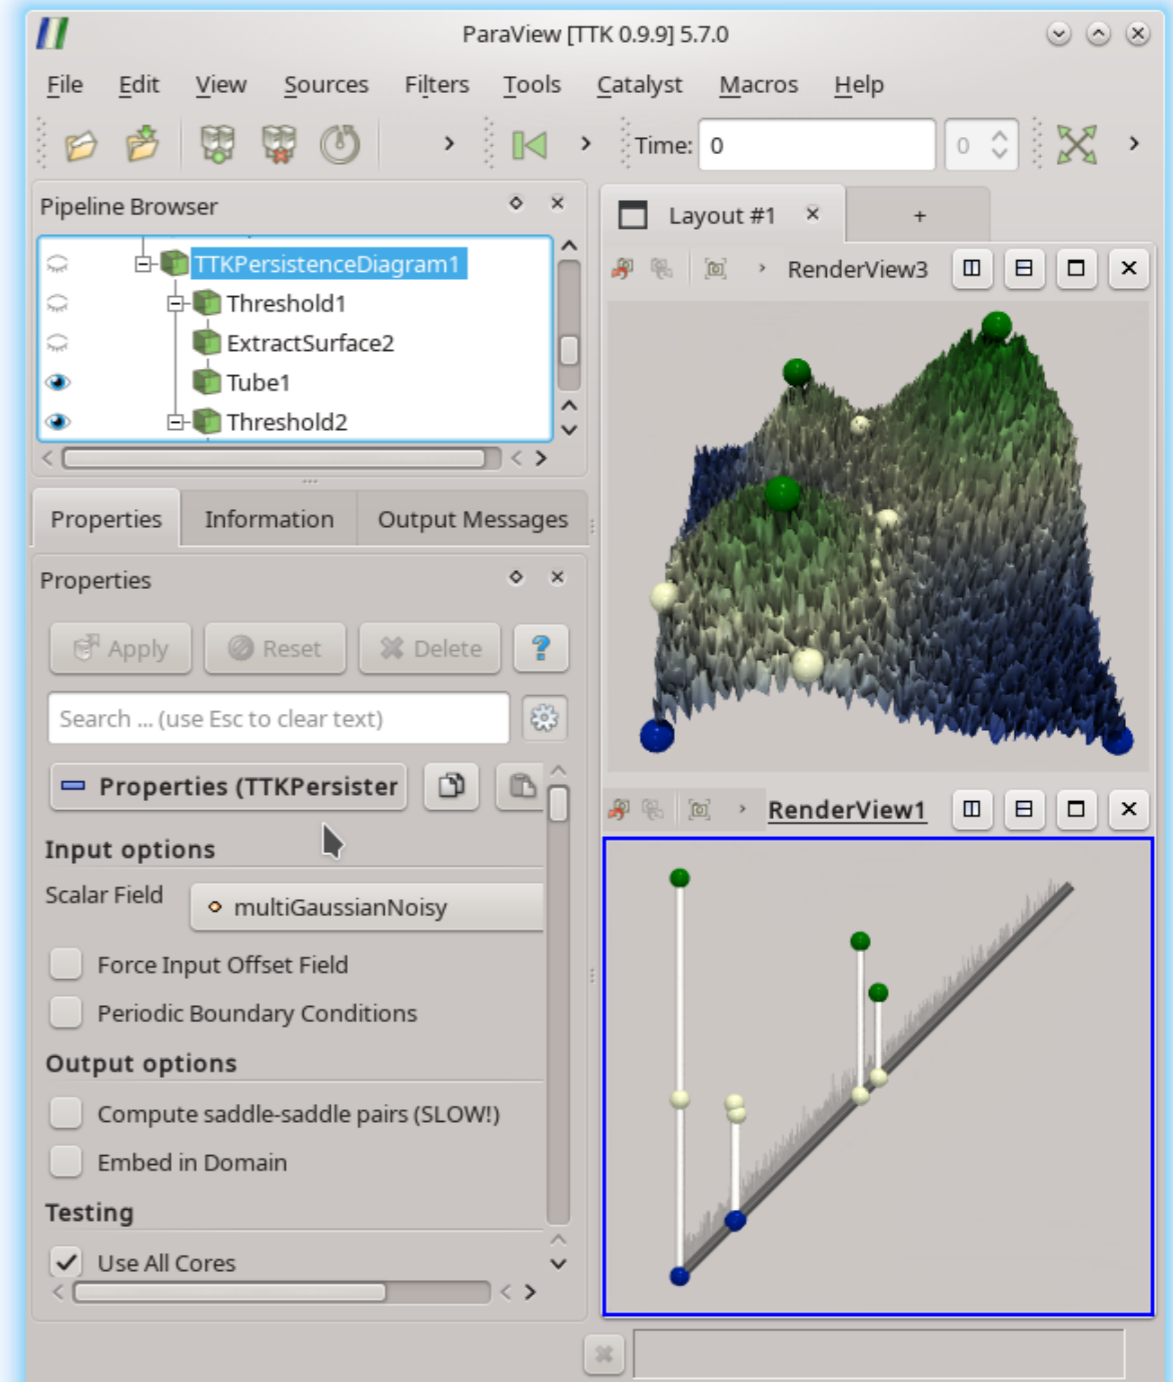 ParaView [TTK 0.9.9] 5.7.0
File Edit View Sources Filters Tools Catalyst Macros Help
Time: 0 0
Pipeline Browser
TTKPersistenceDiagram1
Threshold1
ExtractSurface2
Tube1
Threshold2
Properties Information Output Messages
Properties
Apply Reset Delete ?
Search ... (use Esc to clear text)
Properties (TTKPersister
Input options
Scalar Field multiGaussianNoisy
Force Input Offset Field
Periodic Boundary Conditions
Output options
Compute saddle-saddle pairs (SLOW!)
Embed in Domain
Testing
Use All Cores
Layout #1 +
RenderView3
RenderView1